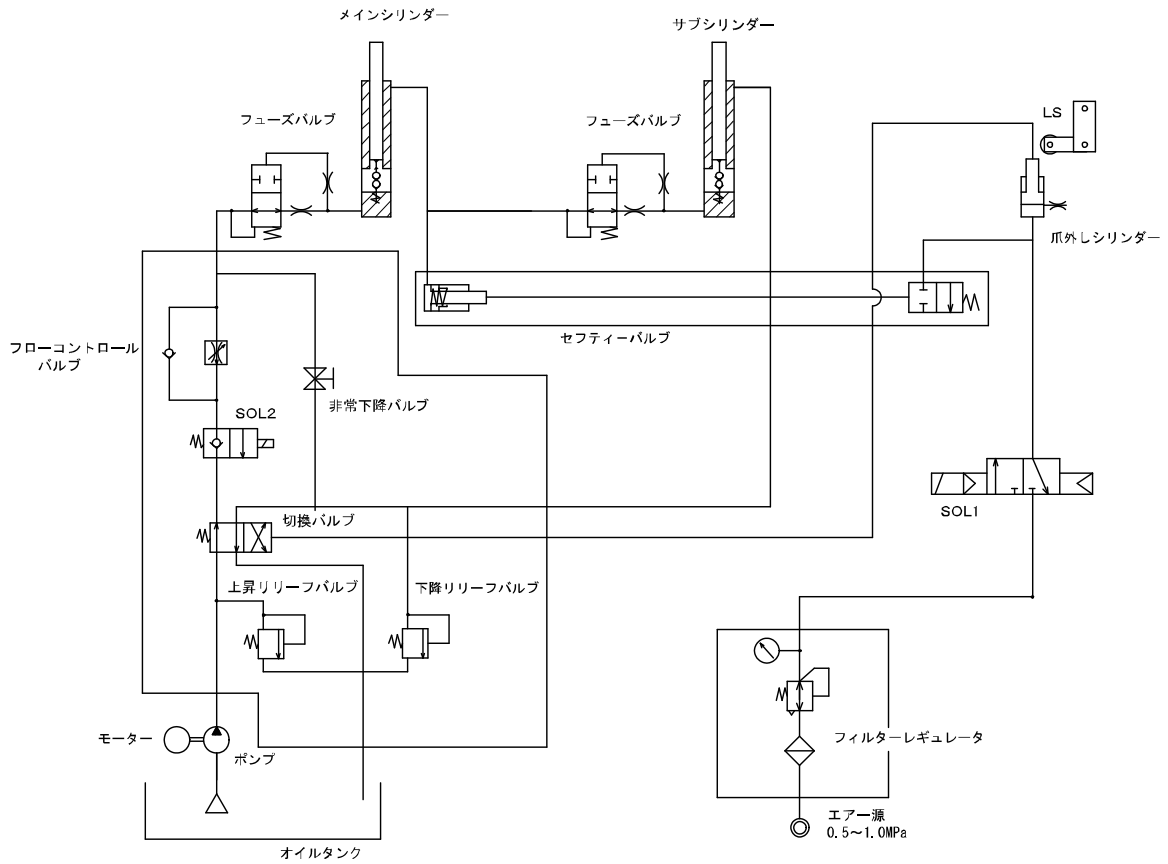 メインシリンダー
サブシリンダー
フューズバルブ
フューズバルブ
LS
爪外しシリンダー
セフティーバルブ
フローコントロール
バルブ
非常下降バルブ
SOL2
SOL1
切換バルブ
上昇リリーフバルブ
下降リリーフバルブ
モーター
ポンプ
フィルターレギュレータ
エアー源
0.5~1.0MPa
オイルタンク